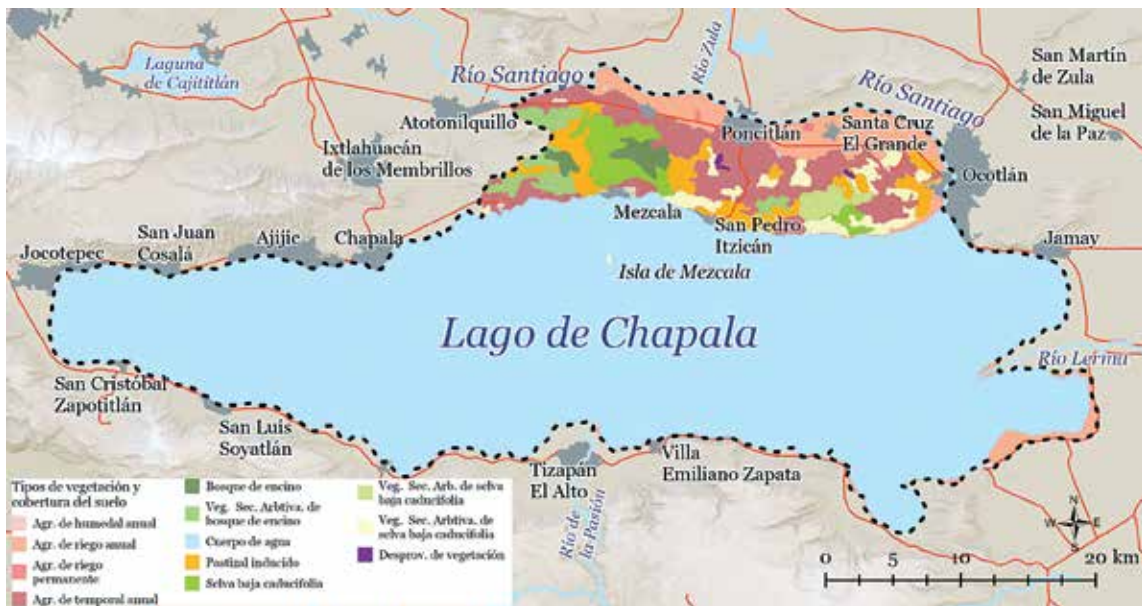 Laguna
de Cajititlán
Río Santiago
Río Zula
San Martín
de Zula
Río Santiago
San Miguel
de la Paz
Atotonilquillo
Poncitlán
Santa Cruz
El Grande
Ixtlahuacán
de los Membrillos
Ocotlán
Mezcala
San Pedro
Itzicán
San Juan
Cosalá
Ajijic
Chapala
Jocotepec
Jamay
Isla de Mezcala
Lago de Chapala
Río Lerma
San Cristóbal
Zapotitlán
San Luis
Soyatlán
Tizapán
El Alto
Villa
Emiliano Zapata
Río de
la Pasión
Tipos de vegetación y
cobertura del suelo
Agr. de humedal anual
Agr. de riego anual
Agr. de riego
permanente
Agr. de temporal anual
Bosque de encino
Veg. Sec. Arbtiva. de
bosque de encino
Cuerpo de agua
Pastizal inducido
Selva baja caducifolia
Veg. Sec. Arb. de selva
baja caducifolia
Veg. Sec. Arbtiva. de
selva baja caducifolia
Desprov. de vegetación
N
W E
S
0 5 10 20 km